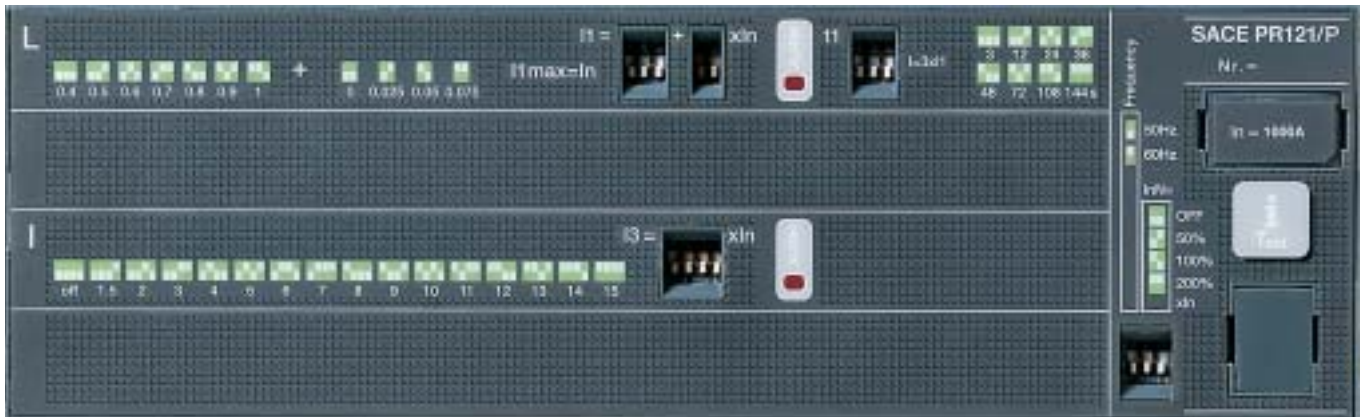 L
I1 = + xIn
I1max=In
0.4 0.5 0.6 0.7 0.8 0.9 1 + 0 0.025 0.05 0.075
t1
I=3xI1
3 12 24 36
48 72 108 144s
I
I3 = xIn
off 1.5 2 3 4 5 6 7 8 9 10 11 12 13 14 15
Frequency
50Hz
60Hz
InN=
OFF
50%
100%
200%
xIn
SACE PR121/P
Nr.=
In = 1000A
Test